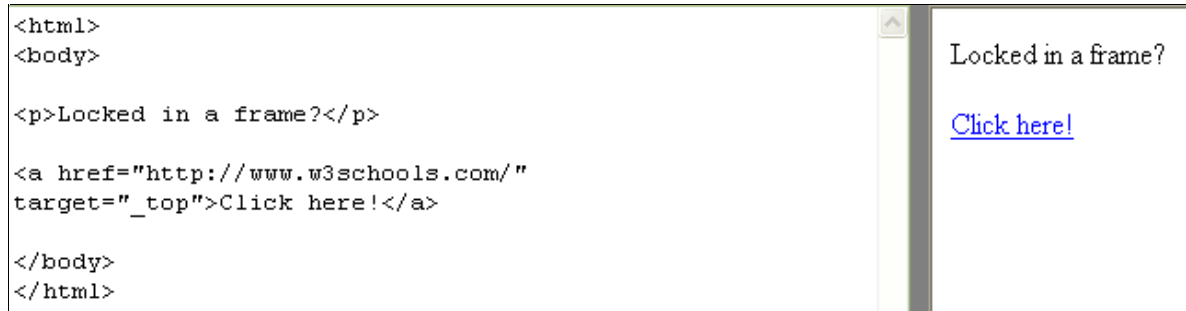 <html>
<body>
<p>Locked in a frame?</p>
<a href="http://www.w3schools.com/"
target="_top">Click here!</a>
</body>
</html>
Locked in a frame?
Click here!